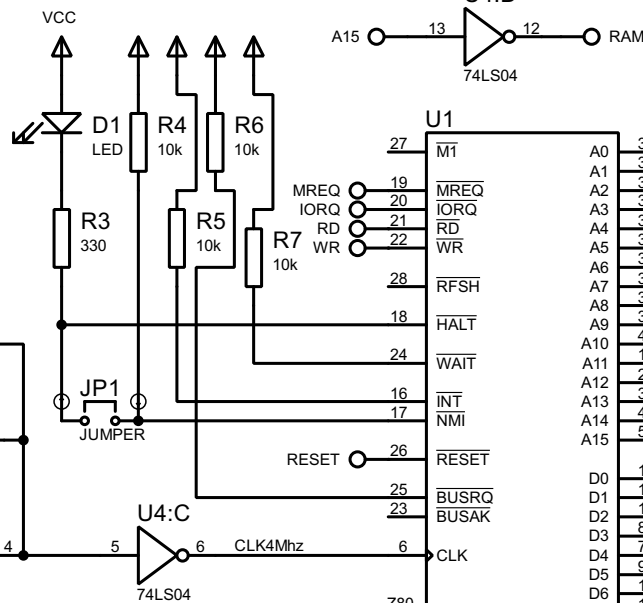 VCC
A15 13 12 RAM
74LS04
D1
LED
R4
10k
R6
10k
U1
R3
330
R5
10k
R7
10k
27 M1
MREQ 19 MREQ
IORQ 20 IORQ
RD 21 RD
WR 22 WR
28 RFSH
18 HALT
24 WAIT
16 INT
17 NMI
RESET 26 RESET
25 BUSRQ
23 BUSAK
6 CLK
A0
A1
A2
A3
A4
A5
A6
A7
A8
A9
A10
A11
A12
A13
A14
A15
D0
D1
D2
D3
D4
D5
D6
JP1
JUMPER
U4:C
4 5 6 CLK4Mhz
74LS04
Z80